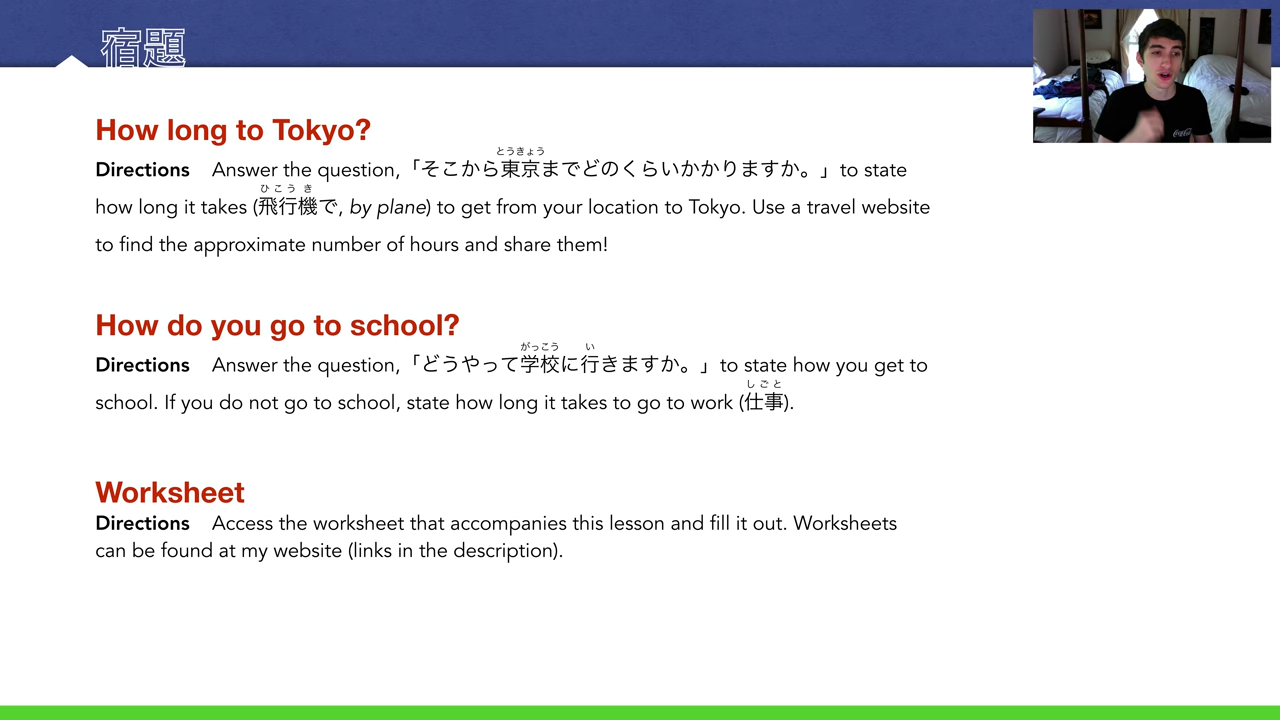 宿題
How long to Tokyo?
とうきょう
Directions Answer the question,「そこから東京までどのくらいかかりますか。」to state
ひこうき
how long it takes (飛行機で, by plane) to get from your location to Tokyo. Use a travel website
to find the approximate number of hours and share them!
How do you go to school?
がっこう い
Directions Answer the question,「どうやって学校に行きますか。」to state how you get to
しごと
school. If you do not go to school, state how long it takes to go to work (仕事).
Worksheet
Directions Access the worksheet that accompanies this lesson and fill it out. Worksheets
can be found at my website (links in the description).
Coca-Cola